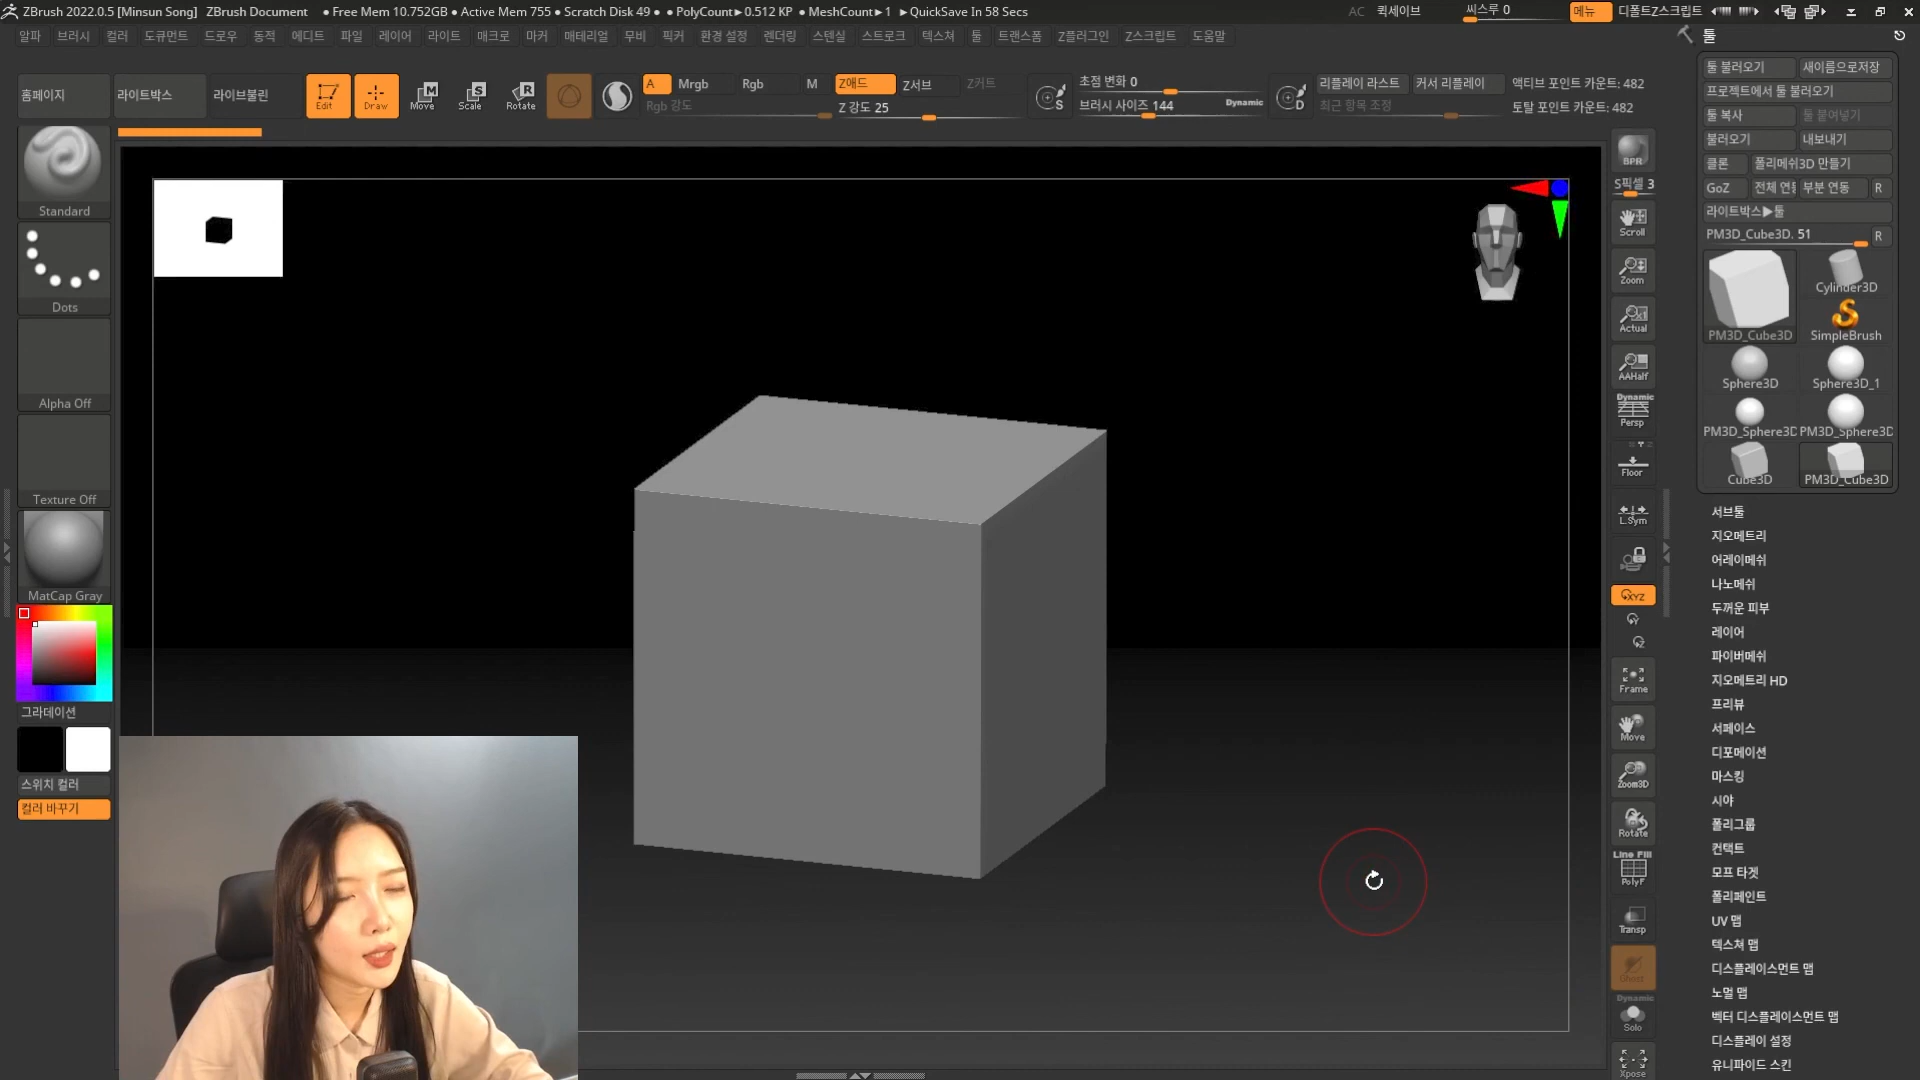 ZBrush 2022.0.5 [Minsun Song] ZBrush Document ● Free Mem 10.752GB ● Active Mem 755 ● Scratch Disk 49 ● ● PolyCount► 0.512 KP ● MeshCount► 1 ►QuickSave In 58 Secs AC 퀵세이브 씨스루 0 메뉴 디폴트Z스크립트
알파 브러시 컬러 도큐먼트 드로우 동적 에디트 파일 레이어 라이트 매크로 마커 매테리얼 무비 픽커 환경 설정 렌더링 스텐실 스트로크 텍스쳐 툴 트랜스폼 Z플러그인 Z스크립트 도움말
툴
홈페이지 라이트박스 라이브불린
Edit Draw Move Scale Rotate
A Mrgb Rgb M Z애드 Z서브 Z커트
Rgb 강도 Z 강도 25
초점 변화 0
브러시 사이즈 144 Dynamic
리플레이 라스트 커서 리플레이 액티브 포인트 카운트: 482
최근 항목 조정 토탈 포인트 카운트: 482
Standard
Dots
Alpha Off
Texture Off
MatCap Gray
그라데이션
스위치 컬러
컬러 바꾸기
BPR
S픽셀 3
Scroll
Zoom
Actual
AAHalf
Dynamic
Persp
Floor
L.Sym
XYZ
Frame
Move
Zoom3D
Rotate
Line Fill
PolyF
Transp
Ghost
Dynamic
Solo
Xpose
툴 불러오기 새이름으로저장
프로젝트에서 툴 불러오기
툴 복사 툴 붙여넣기
불러오기 내보내기
클론 폴리메쉬3D 만들기
GoZ 전체 연동 부분 연동 R
라이트박스►툴
PM3D_Cube3D. 51 R
PM3D_Cube3D Cylinder3D
SimpleBrush
Sphere3D Sphere3D_1
PM3D_Sphere3D PM3D_Sphere3D
Cube3D PM3D_Cube3D
서브툴
지오메트리
어레이메쉬
나노메쉬
두꺼운 피부
레이어
파이버메쉬
지오메트리 HD
프리뷰
서페이스
디포메이션
마스킹
시야
폴리그룹
컨택트
모프 타겟
폴리페인트
UV 맵
텍스쳐 맵
디스플레이스먼트 맵
노멀 맵
벡터 디스플레이스먼트 맵
디스플레이 설정
유니파이드 스킨